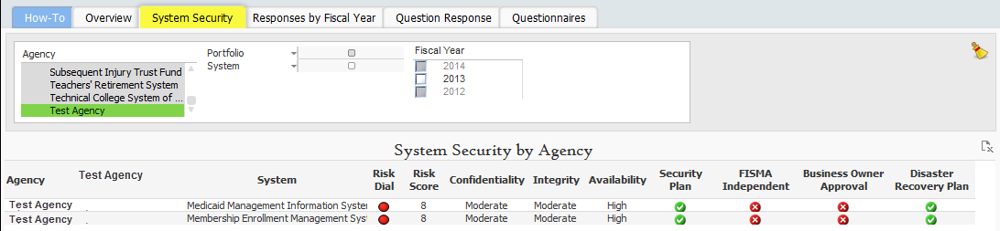 How-To Overview System Security Responses by Fiscal Year Question Response Questionnaires
Agency Portfolio Fiscal Year
Subsequent Injury Trust Fund System 2014
Teachers' Retirement System 2013
Technical College System of ... 2012
Test Agency
System Security by Agency
Agency Test Agency System Risk Dial Risk Score Confidentiality Integrity Availability Security Plan FISMA Independent Business Owner Approval Disaster Recovery Plan
Test Agency Medicaid Management Information System 8 Moderate Moderate High
Test Agency Membership Enrollment Management Sys 8 Moderate Moderate High